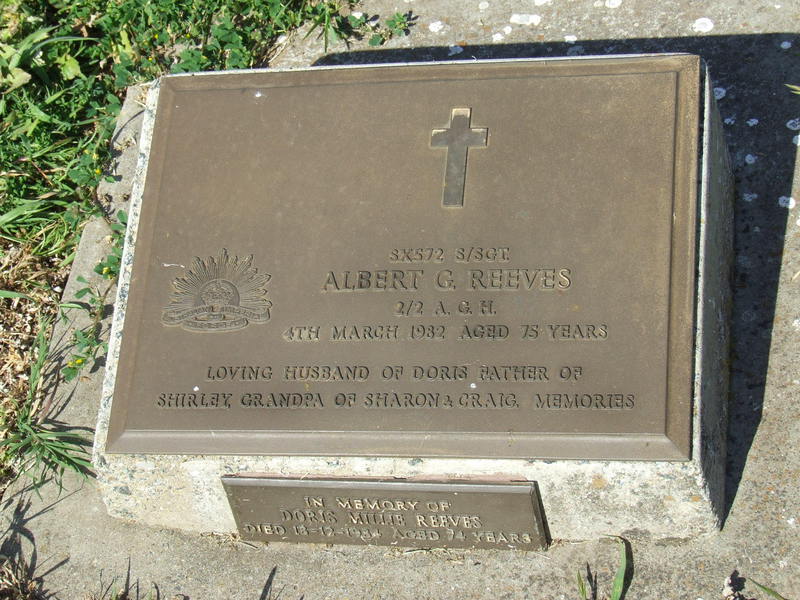 SX572 S/SGT.
ALBERT G. REEVES
2/2 A. G. H.
4TH MARCH 1982 AGED 75 YEARS
LOVING HUSBAND OF DORIS FATHER OF
SHIRLEY, GRANDPA OF SHARON & CRAIG. MEMORIES
IN MEMORY OF
DORIS MILLIE REEVES
DIED 13-12-1984 AGED 74 YEARS